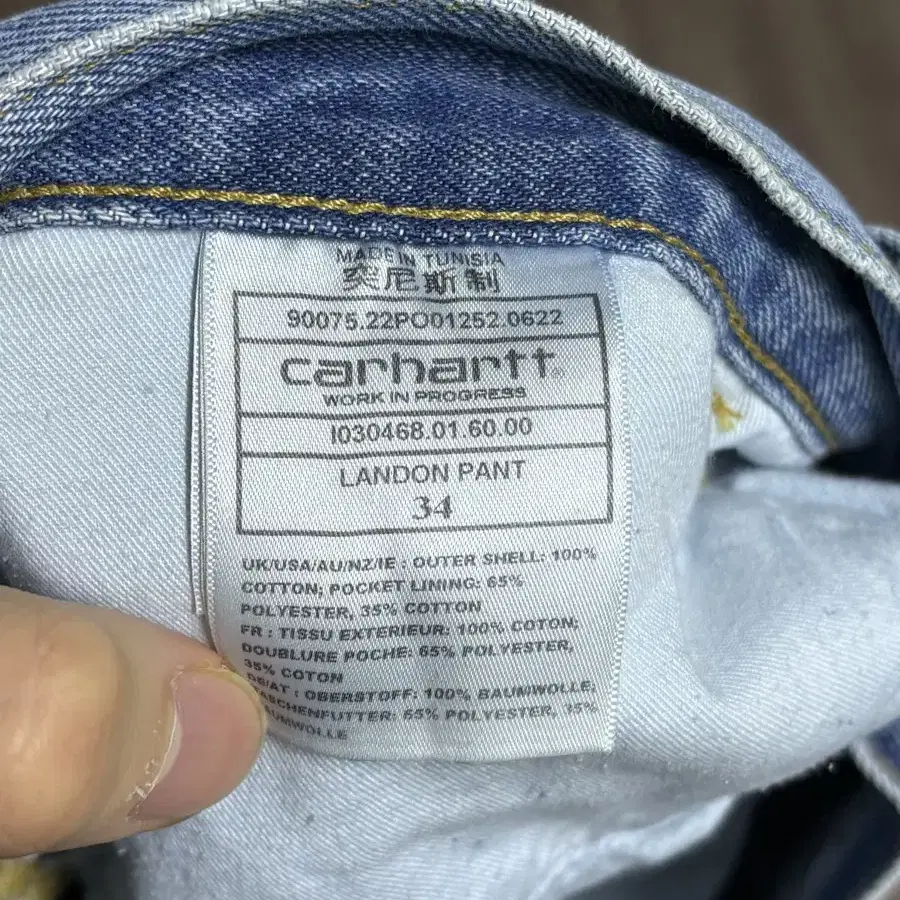 MADE IN TUNISIA
突尼斯制
90075.22PO01252.0622
carhartt®
WORK IN PROGRESS
I030468.01.60.00
LANDON PANT
34
UK/USA/AU/NZ/IE : OUTER SHELL: 100%
COTTON; POCKET LINING: 65%
POLYESTER, 35% COTTON
FR : TISSU EXTERIEUR: 100% COTON;
DOUBLURE POCHE: 65% POLYESTER,
35% COTON
DE/AT : OBERSTOFF: 100% BAUMWOLLE;
TASCHENFUTTER: 65% POLYESTER, 35%
BAUMWOLLE